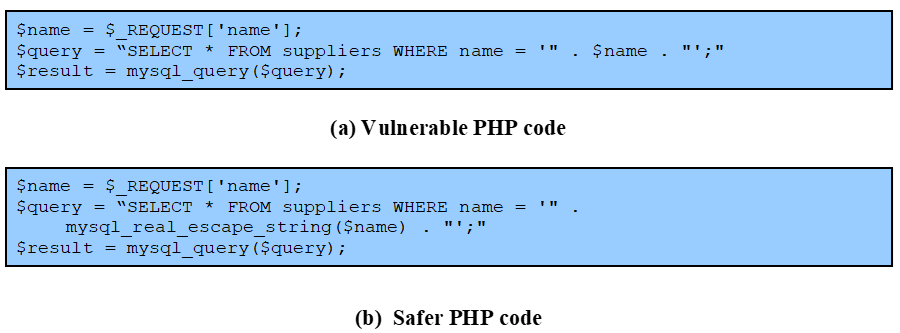 $name = $_REQUEST['name'];
$query = “SELECT * FROM suppliers WHERE name = '" . $name . "';"
$result = mysql_query($query);
(a) Vulnerable PHP code
$name = $_REQUEST['name'];
$query = “SELECT * FROM suppliers WHERE name = '" .
mysql_real_escape_string($name) . "';"
$result = mysql_query($query);
(b) Safer PHP code